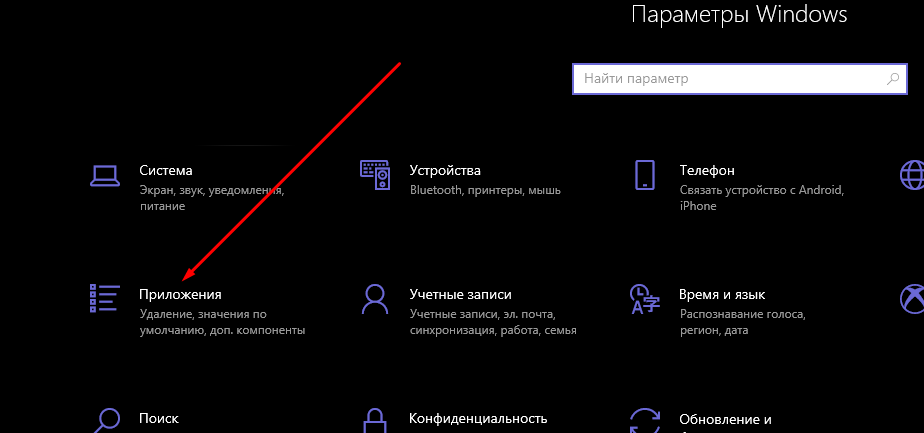 Параметры Windows
Найти параметр
Система
Экран, звук, уведомления,
питание
Устройства
Bluetooth, принтеры, мышь
Телефон
Связать устройство с Android,
iPhone
Приложения
Удаление, значения по
умолчанию, доп. компоненты
Учетные записи
Учетные записи, эл. почта,
синхронизация, работа, семья
Время и язык
Распознавание голоса,
регион, дата
Поиск
Конфиденциальность
Обновление и